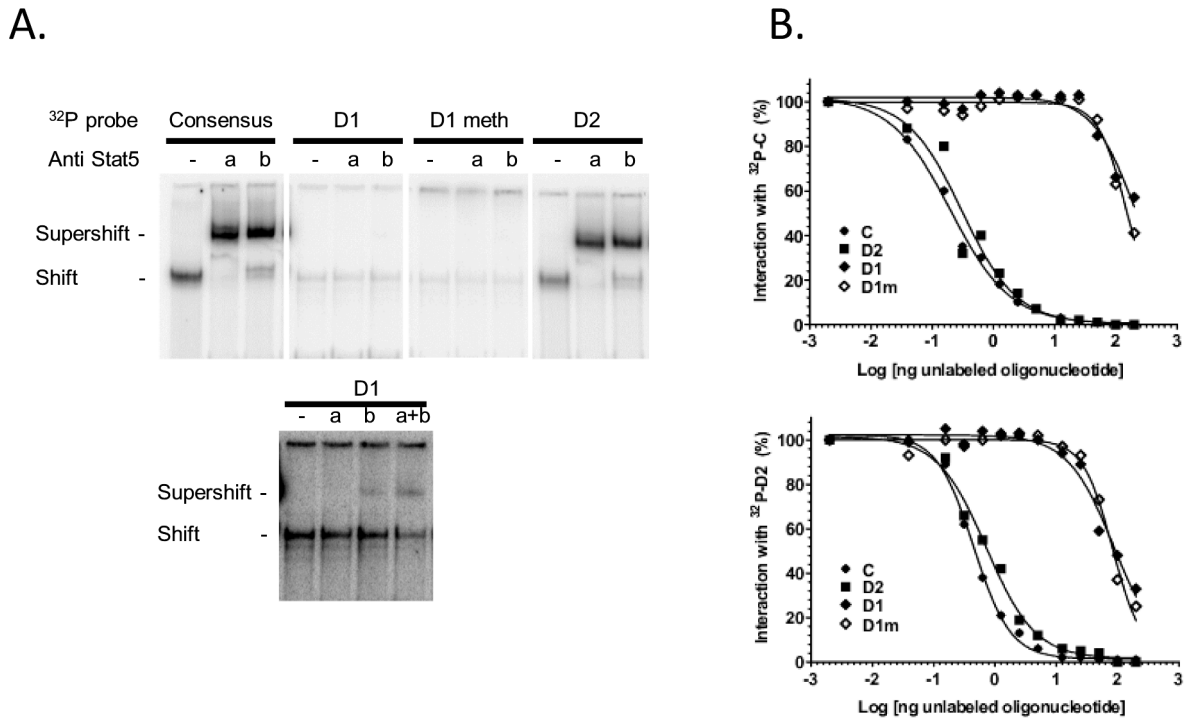 A.
³²P probe Consensus D1 D1 meth D2
Anti Stat5 - a b - a b - a b - a b
Supershift -
Shift -
D1
- a b a+b
Supershift -
Shift -
B.
Interaction with ³²P-C (%)
100
80
60
40
20
0
C
D2
D1
D1m
-3 -2 -1 0 1 2 3
Log [ng unlabeled oligonucleotide]
Interaction with ³²P-D2 (%)
100
80
60
40
20
0
C
D2
D1
D1m
-3 -2 -1 0 1 2 3
Log [ng unlabeled oligonucleotide]